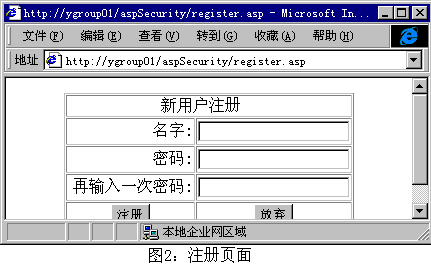 http://ygroup01/aspSecurity/register.asp - Microsoft In...
文件(F) 编辑(E) 查看(V) 转到(G) 收藏(A) 帮助(H)
地址 http://ygroup01/aspSecurity/register.asp
新用户注册
名字:
密码:
再输入一次密码:
注册 放弃
本地企业网区域
图2: 注册页面